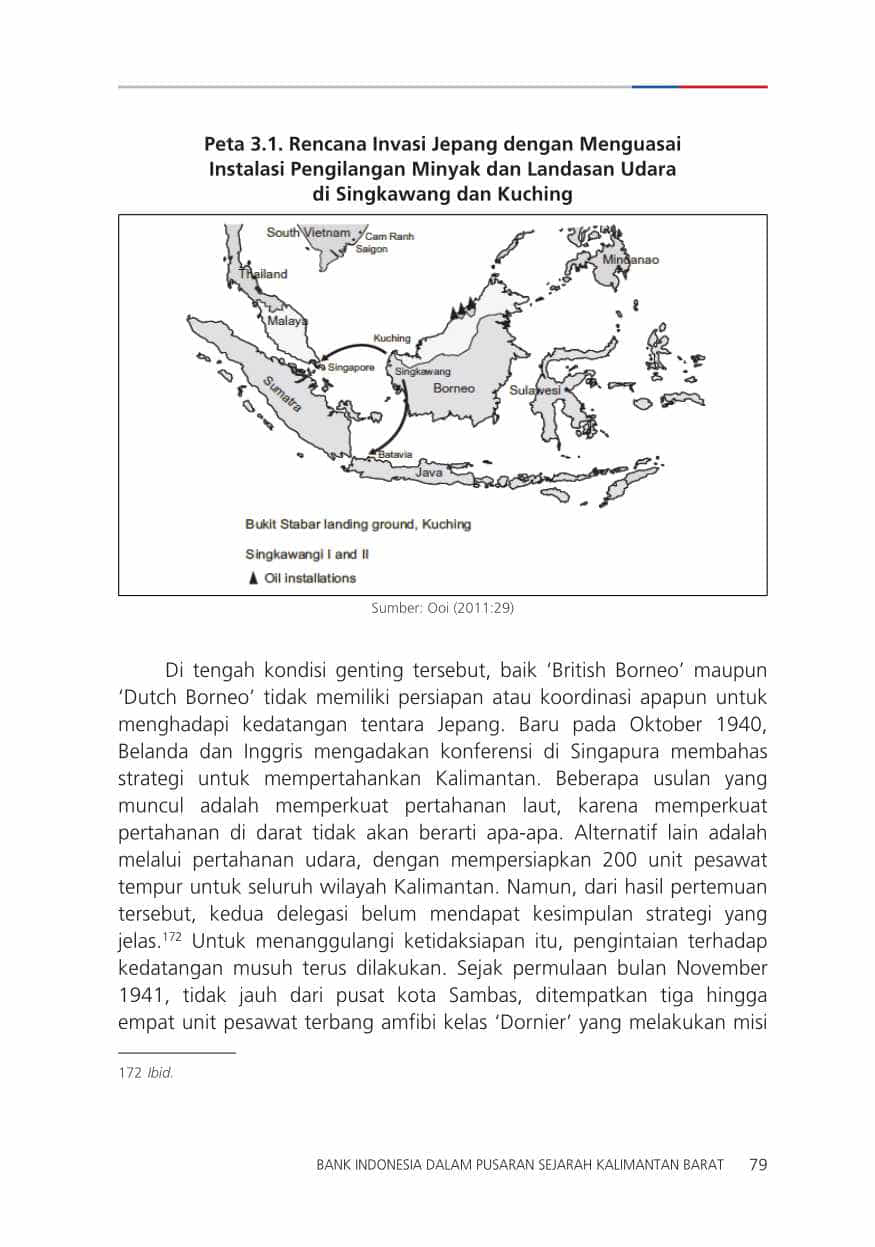 Peta 3.1. Rencana Invasi Jepang dengan Menguasai
Instalasi Pengilangan Minyak dan Landasan Udara
di Singkawang dan Kuching
South Vietnam
Cam Ranh
Saigon
Mindanao
Thailand
Malaya
Kuching
Singapore
Singkawang
Sumatra
Borneo
Sulawesi
Batavia
Java
Bukit Stabar landing ground, Kuching
Singkawangi I and II
Oil installations
Sumber: Ooi (2011:29)
Di tengah kondisi genting tersebut, baik ‘British Borneo’ maupun
‘Dutch Borneo’ tidak memiliki persiapan atau koordinasi apapun untuk
menghadapi kedatangan tentara Jepang. Baru pada Oktober 1940,
Belanda dan Inggris mengadakan konferensi di Singapura membahas
strategi untuk mempertahankan Kalimantan. Beberapa usulan yang
muncul adalah memperkuat pertahanan laut, karena memperkuat
pertahanan di darat tidak akan berarti apa-apa. Alternatif lain adalah
melalui pertahanan udara, dengan mempersiapkan 200 unit pesawat
tempur untuk seluruh wilayah Kalimantan. Namun, dari hasil pertemuan
tersebut, kedua delegasi belum mendapat kesimpulan strategi yang
jelas.172 Untuk menanggulangi ketidaksiapan itu, pengintaian terhadap
kedatangan musuh terus dilakukan. Sejak permulaan bulan November
1941, tidak jauh dari pusat kota Sambas, ditempatkan tiga hingga
empat unit pesawat terbang amfibi kelas ‘Dornier’ yang melakukan misi
172 Ibid.
BANK INDONESIA DALAM PUSARAN SEJARAH KALIMANTAN BARAT 79